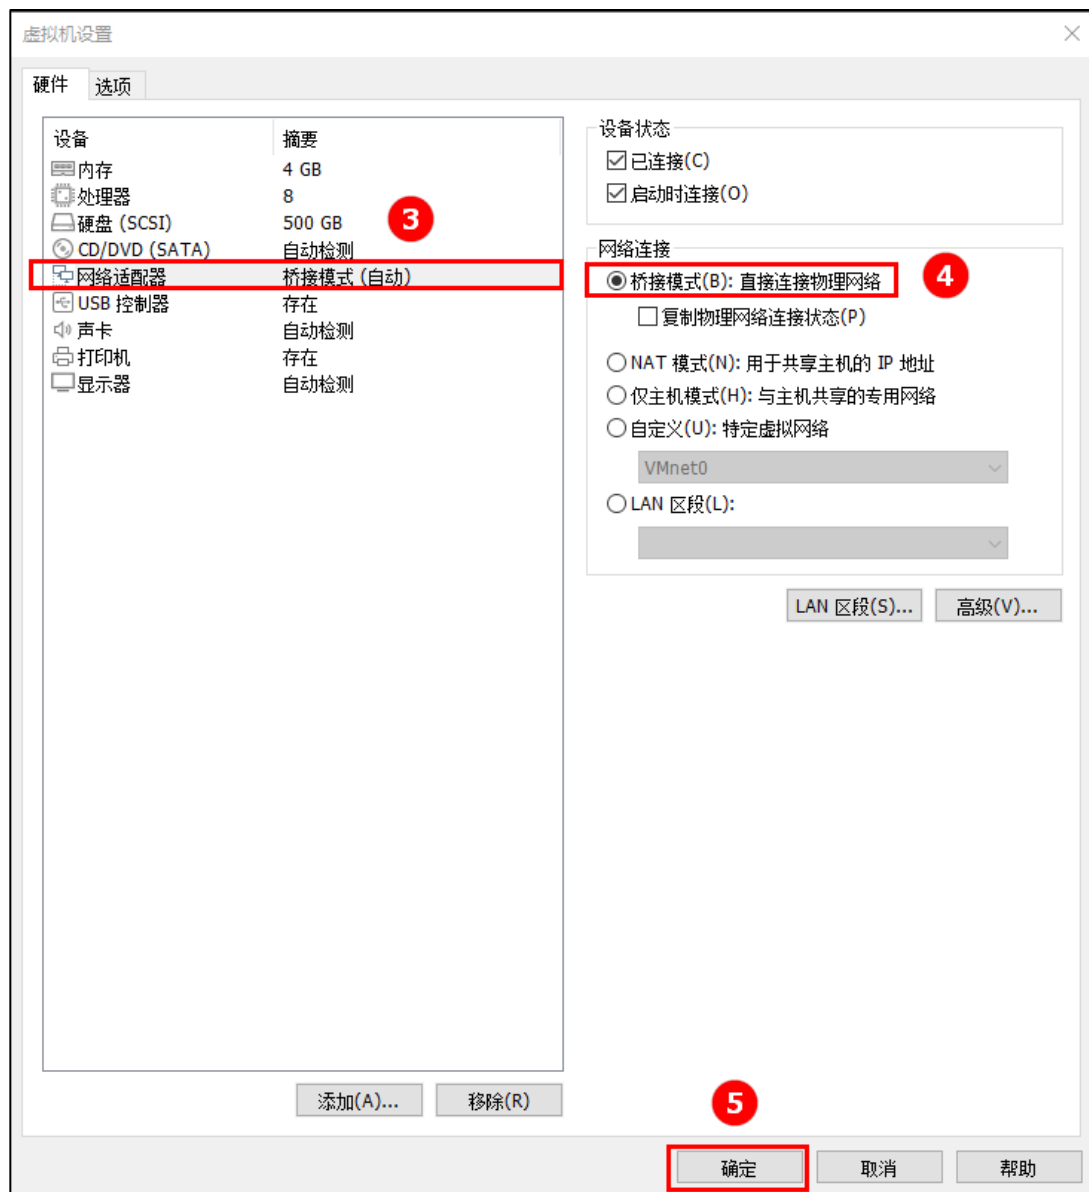 虚拟机设置
硬件 选项
设备 摘要
内存 4 GB
处理器 8
硬盘 (SCSI) 500 GB
3
CD/DVD (SATA) 自动检测
网络适配器 桥接模式 (自动)
USB 控制器 存在
声卡 自动检测
打印机 存在
显示器 自动检测
添加(A)... 移除(R)
设备状态
已连接(C)
启动时连接(O)
网络连接
桥接模式(B): 直接连接物理网络
4
复制物理网络连接状态(P)
NAT 模式(N): 用于共享主机的 IP 地址
仅主机模式(H): 与主机共享的专用网络
自定义(U): 特定虚拟网络
VMnet0
LAN 区段(L):
LAN 区段(S)... 高级(V)...
5
确定 取消 帮助